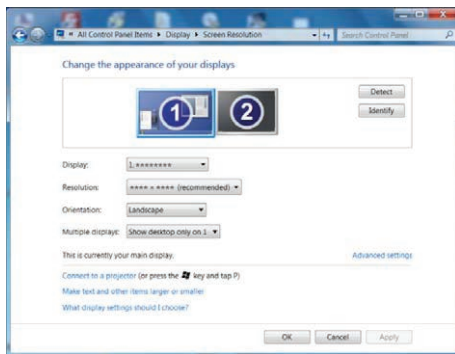 « All Control Panel Items ▸ Display ▸ Screen Resolution
Search Control Panel
Change the appearance of your displays
1
2
Detect
Identify
Display: 1. ********
Resolution: **** × **** (recommended)
Orientation: Landscape
Multiple displays: Show desktop only on 1
This is currently your main display.
Advanced settings
Connect to a projector (or press the key and tap P)
Make text and other items larger or smaller
What display settings should I choose?
OK
Cancel
Apply